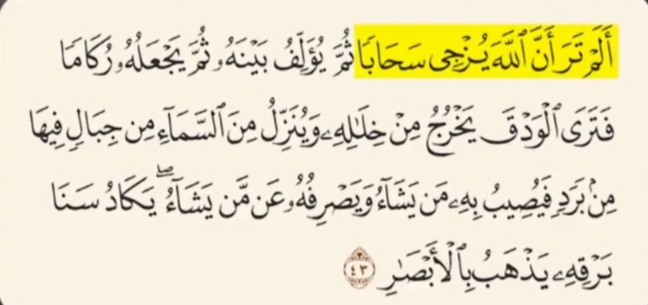 أَلَمْ تَرَ أَنَّ ٱللَّهَ يُزْجِى سَحَابًا ثُمَّ يُؤَلِّفُ بَيْنَهُۥ ثُمَّ يَجْعَلُهُۥ رُكَامًا
فَتَرَى ٱلْوَدْقَ يَخْرُجُ مِنْ خِلَـٰلِهِۦ وَيُنَزِّلُ مِنَ ٱلسَّمَآءِ مِن جِبَالٍ فِيهَا
مِنۢ بَرَدٍ فَيُصِيبُ بِهِۦ مَن يَشَآءُ وَيَصْرِفُهُۥ عَن مَّن يَشَآءُ ۖ يَكَادُ سَنَا
بَرْقِهِۦ يَذْهَبُ بِٱلْأَبْصَـٰرِ ٤٣